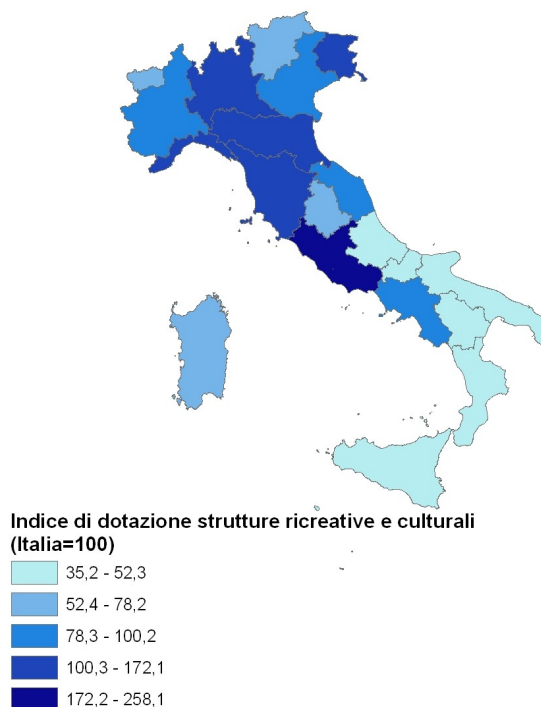 Indice di dotazione strutture ricreative e culturali
(Italia=100)
35,2 - 52,3
52,4 - 78,2
78,3 - 100,2
100,3 - 172,1
172,2 - 258,1